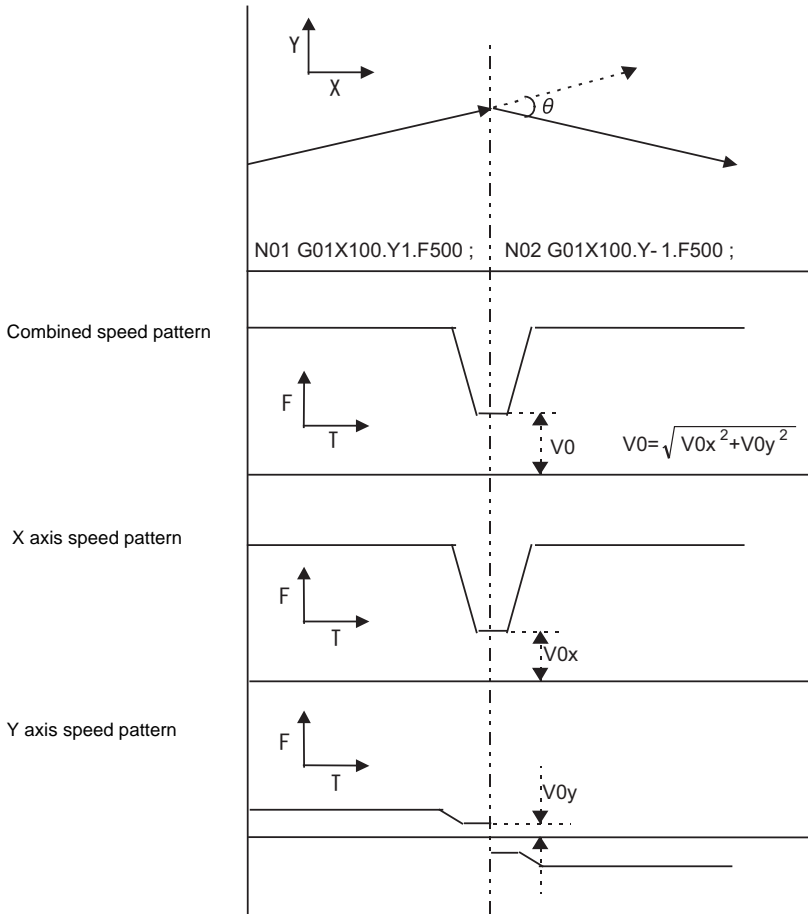 Y
X
θ
N01 G01X100.Y1.F500 ; N02 G01X100.Y- 1.F500 ;
Combined speed pattern
F
T
V0
V0=√V0x²+V0y²
X axis speed pattern
F
T
V0x
Y axis speed pattern
F
T
V0y